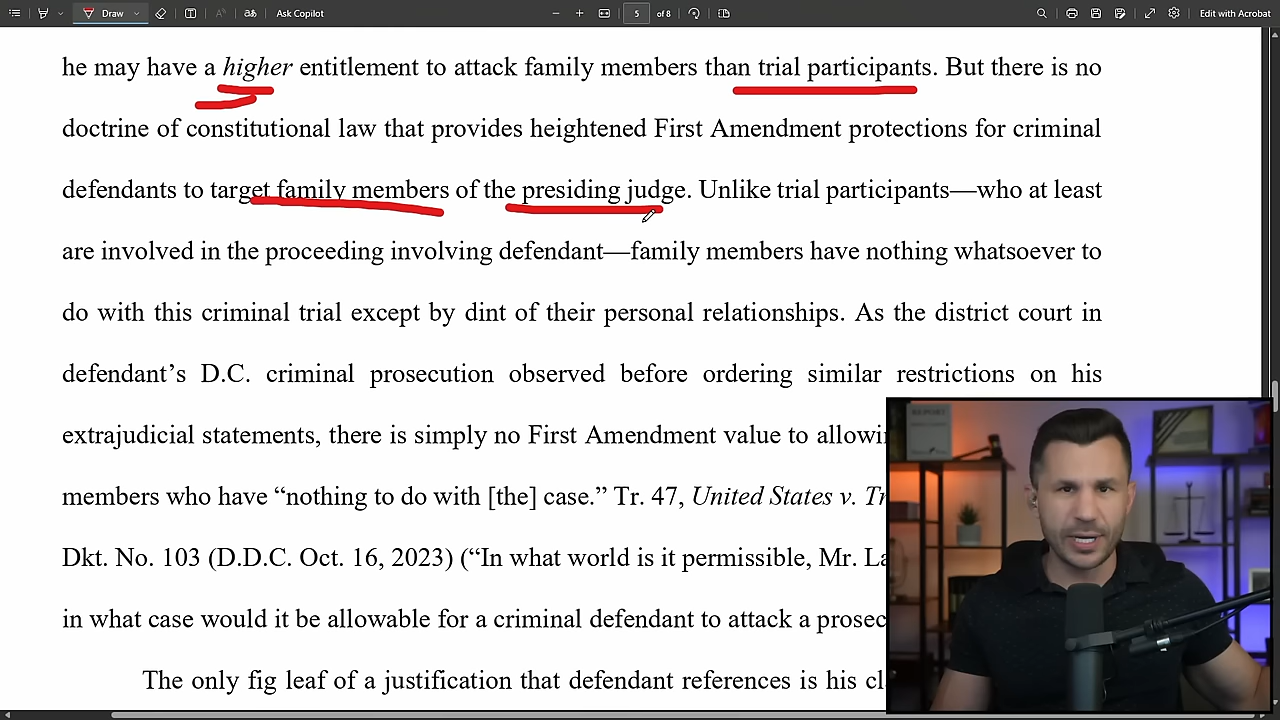 Draw
Ask Copilot
5 of 8
Edit with Acrobat
he may have a higher entitlement to attack family members than trial participants. But there is no
doctrine of constitutional law that provides heightened First Amendment protections for criminal
defendants to target family members of the presiding judge. Unlike trial participants—who at least
are involved in the proceeding involving defendant—family members have nothing whatsoever to
do with this criminal trial except by dint of their personal relationships. As the district court in
defendant’s D.C. criminal prosecution observed before ordering similar restrictions on his
extrajudicial statements, there is simply no First Amendment value to
members who have “nothing to do with [the] case.” Tr. 47, United States v.
Dkt. No. 103 (D.D.C. Oct. 16, 2023) (“In what world is it permissible, Mr.
in what case would it be allowable for a criminal defendant to attack a
The only fig leaf of a justification that defendant references is his